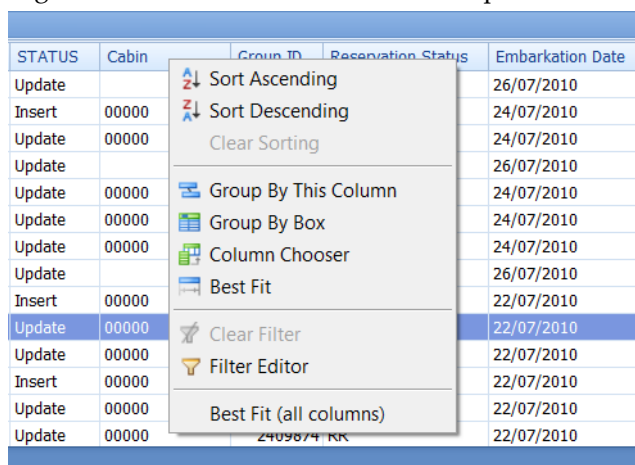 STATUS Cabin Group ID Reservation Status Embarkation Date
Update 26/07/2010
Insert 00000 24/07/2010
Update 00000 24/07/2010
Update 26/07/2010
Update 00000 24/07/2010
Update 00000 24/07/2010
Update 00000 24/07/2010
Update 26/07/2010
Insert 00000 22/07/2010
Update 00000 22/07/2010
Update 00000 22/07/2010
Insert 00000 22/07/2010
Update 00000 22/07/2010
Update 00000 2469874 RR 22/07/2010
Sort Ascending
Sort Descending
Clear Sorting
Group By This Column
Group By Box
Column Chooser
Best Fit
Clear Filter
Filter Editor
Best Fit (all columns)